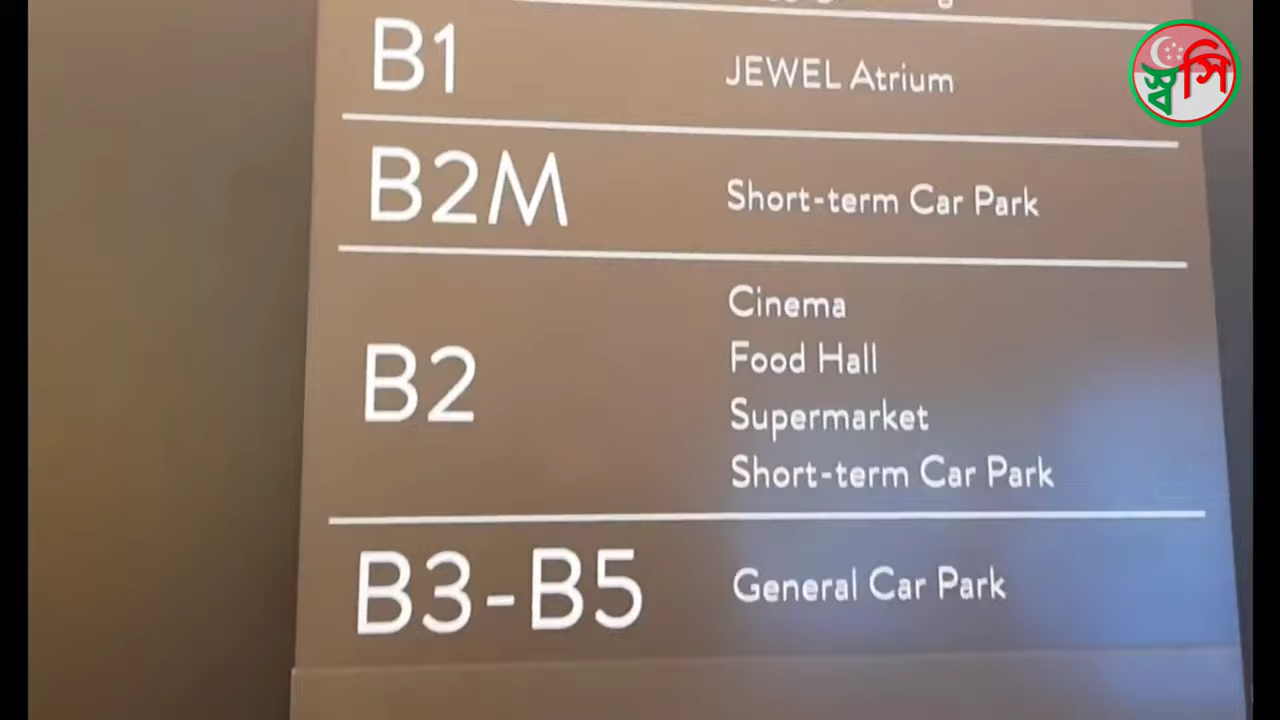 B1
JEWEL Atrium
B2M
Short-term Car Park
B2
Cinema
Food Hall
Supermarket
Short-term Car Park
B3-B5
General Car Park
স্ব
সি